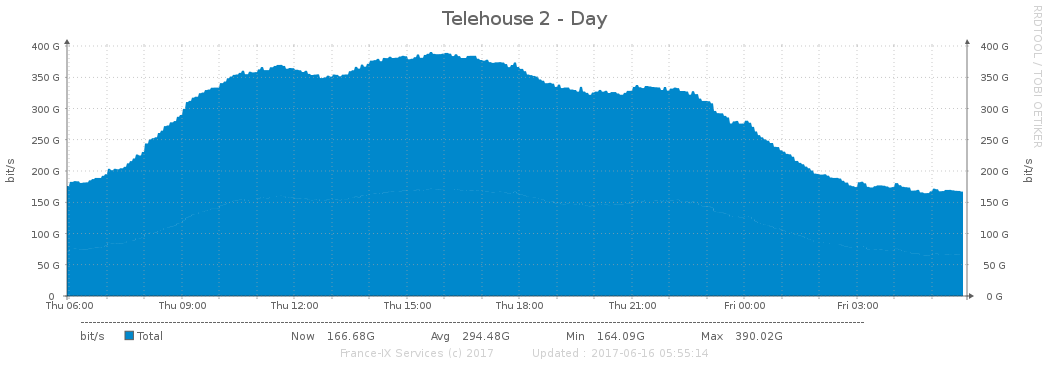 Telehouse 2 - Day
RRDTOOL / TOBI OETIKER
400 G 400 G
350 G 350 G
300 G 300 G
250 G 250 G
200 G 200 G
150 G 150 G
100 G 100 G
50 G 50 G
0 0 G
bit/s bit/s
Thu 06:00 Thu 09:00 Thu 12:00 Thu 15:00 Thu 18:00 Thu 21:00 Fri 00:00 Fri 03:00
bit/s Total Now 166.68G Avg 294.48G Min 164.09G Max 390.02G
France-IX Services (c) 2017 Updated : 2017-06-16 05:55:14